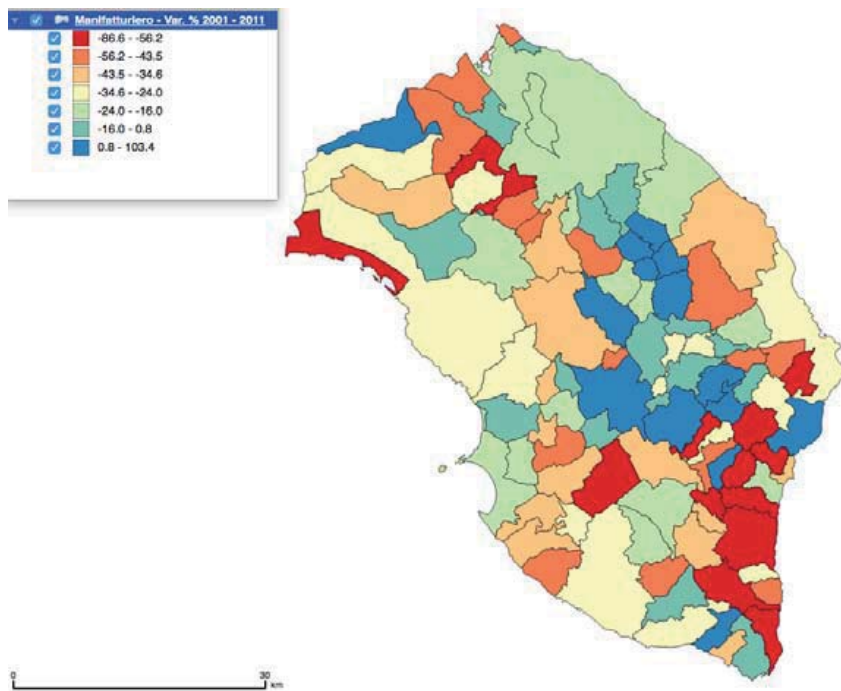 Manifatturiero - Var. % 2001 - 2011
-86.6 - -56.2
-56.2 - -43.5
-43.5 - -34.6
-34.6 - -24.0
-24.0 - -16.0
-16.0 - 0.8
0.8 - 103.4
0 30
km